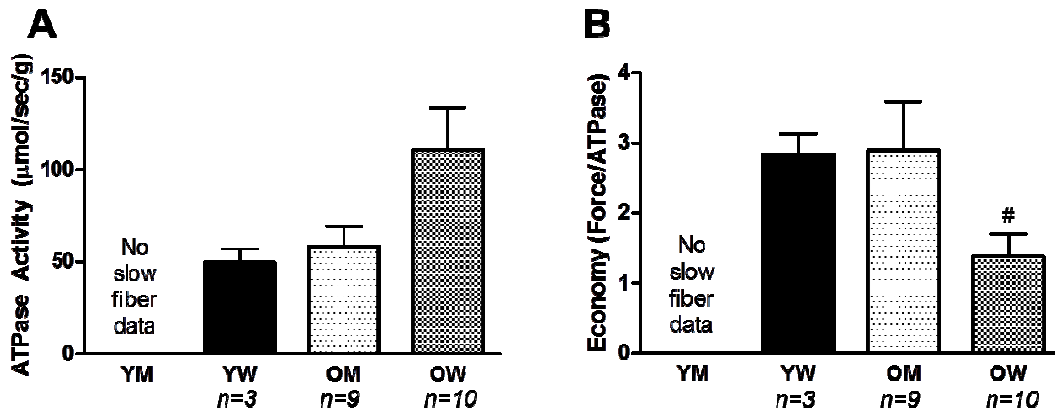 A
ATPase Activity (μmol/sec/g)
150
100
50
0
No
slow
fiber
data
YM
YW
OM
OW
n=3
n=9
n=10
B
Economy (Force/ATPase)
4
3
2
1
0
No
slow
fiber
data
#
YM
YW
OM
OW
n=3
n=9
n=10